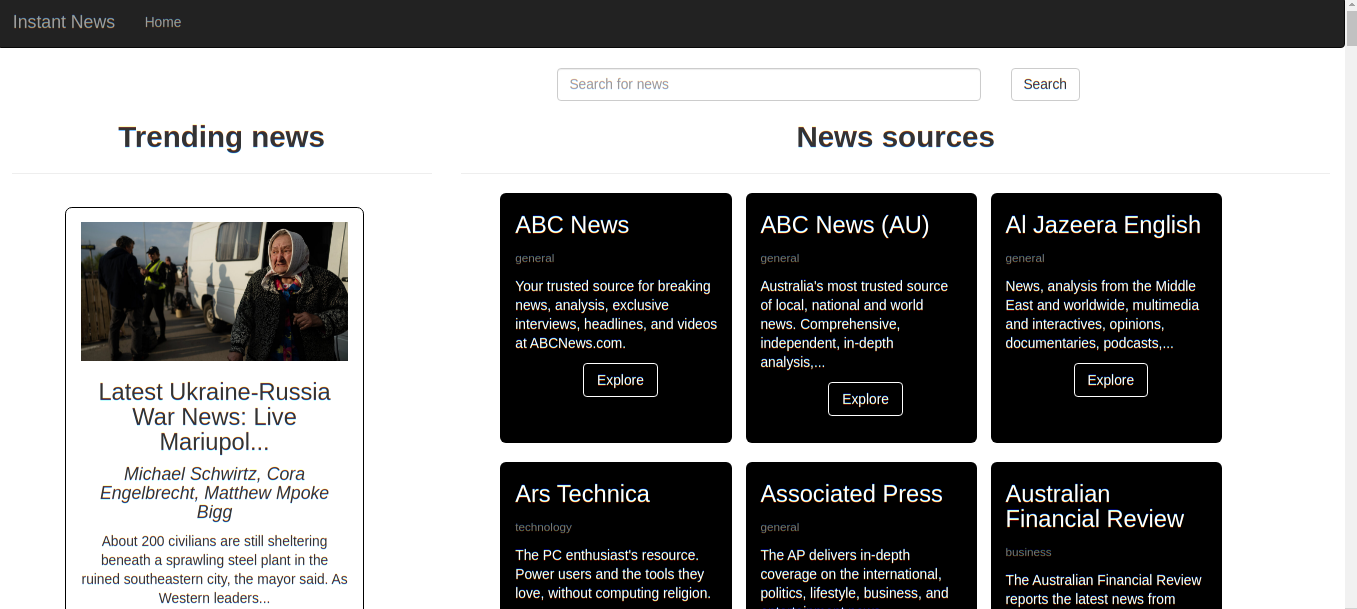 Instant News Home
Search for news Search
Trending news
News sources
Latest Ukraine-Russia
War News: Live
Mariupol...
Michael Schwirtz, Cora
Engelbrecht, Matthew Mpoke
Bigg
About 200 civilians are still sheltering
beneath a sprawling steel plant in the
ruined southeastern city, the mayor said. As
Western leaders...
ABC News
general
Your trusted source for breaking
news, analysis, exclusive
interviews, headlines, and videos
at ABCNews.com.
Explore
ABC News (AU)
general
Australia's most trusted source
of local, national and world
news. Comprehensive,
independent, in-depth
analysis,...
Explore
Al Jazeera English
general
News, analysis from the Middle
East and worldwide, multimedia
and interactives, opinions,
documentaries, podcasts,...
Explore
Ars Technica
technology
The PC enthusiast's resource.
Power users and the tools they
love, without computing religion.
Associated Press
general
The AP delivers in-depth
coverage on the international,
politics, lifestyle, business, and
Australian
Financial Review
business
The Australian Financial Review
reports the latest news from